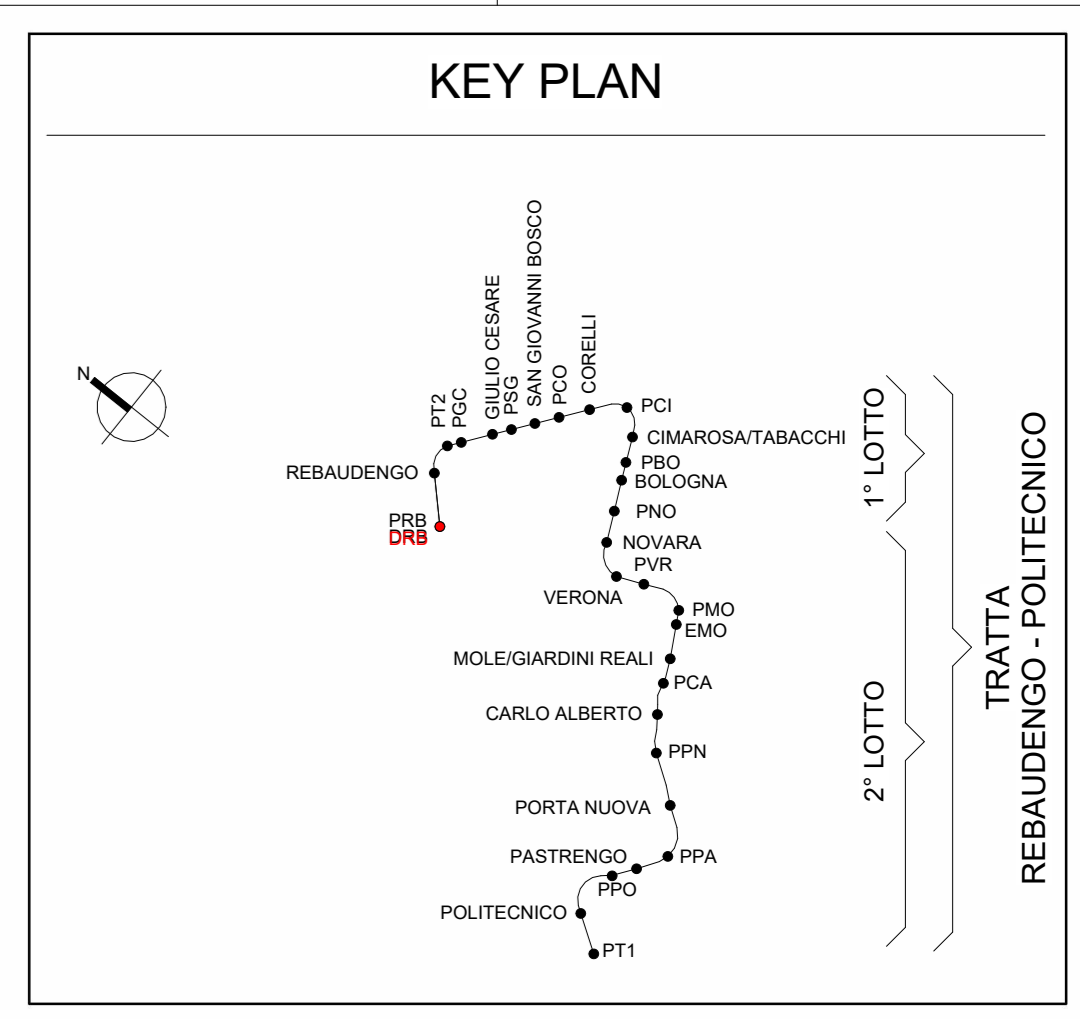 KEY PLAN
N
REBAUDENGO
PRB
DRB
PT2
PGC
GIULIO CESARE
PSG
SAN GIOVANNI BOSCO
PCO
CORELLI
PCI
CIMAROSA/TABACCHI
PBO
BOLOGNA
PNO
NOVARA
PVR
VERONA
PMO
EMO
MOLE/GIARDINI REALI
PCA
CARLO ALBERTO
PPN
PORTA NUOVA
PPA
PASTRENGO
PPO
POLITECNICO
PT1
1° LOTTO
2° LOTTO
TRATTA
REBAUDENGO - POLITECNICO